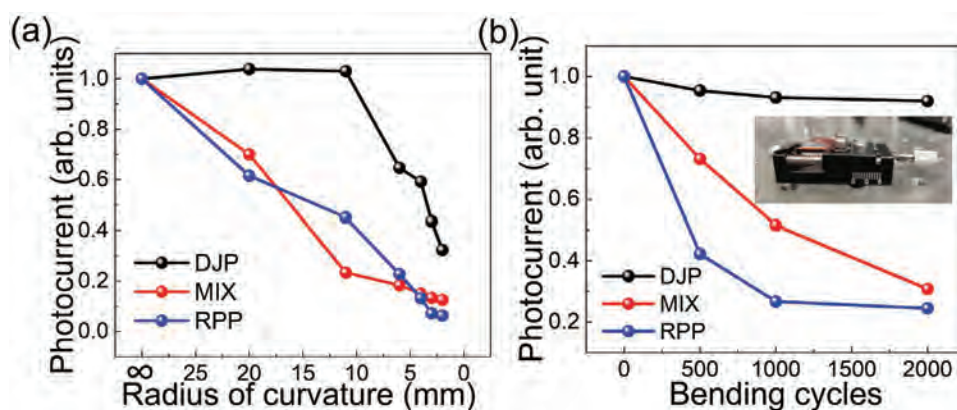 (a)
Photocurrent (arb. units)
1.0
0.8
0.6
0.4
0.2
0.0
DJP
MIX
RPP
∞ 25 20 15 10 5 0
Radius of curvature (mm)
(b)
Photocurrent (arb. unit)
1.0
0.8
0.6
0.4
0.2
DJP
MIX
RPP
0 500 1000 1500 2000
Bending cycles